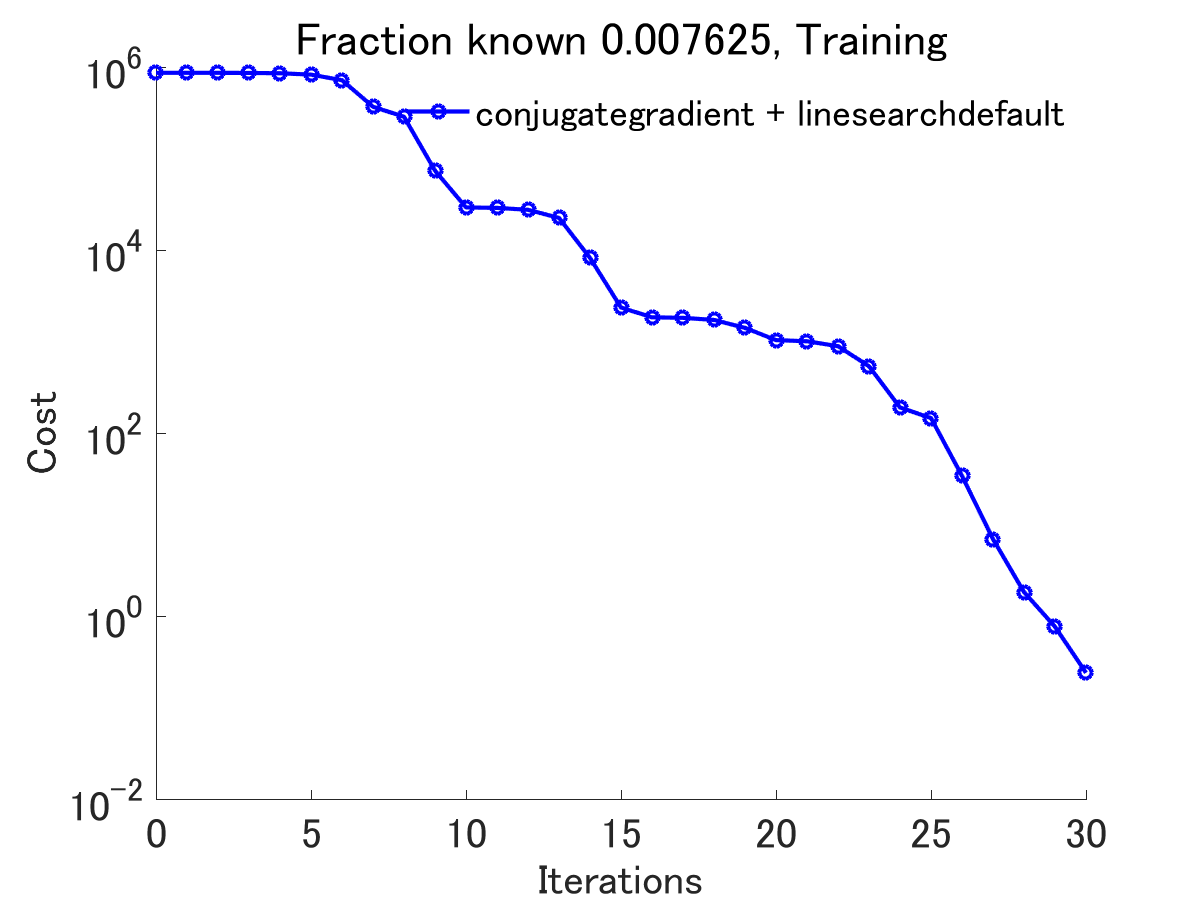 Fraction known 0.007625, Training
conjugategradient + linesearchdefault
10^6
10^4
10^2
10^0
10^-2
Cost
0 5 10 15 20 25 30
Iterations